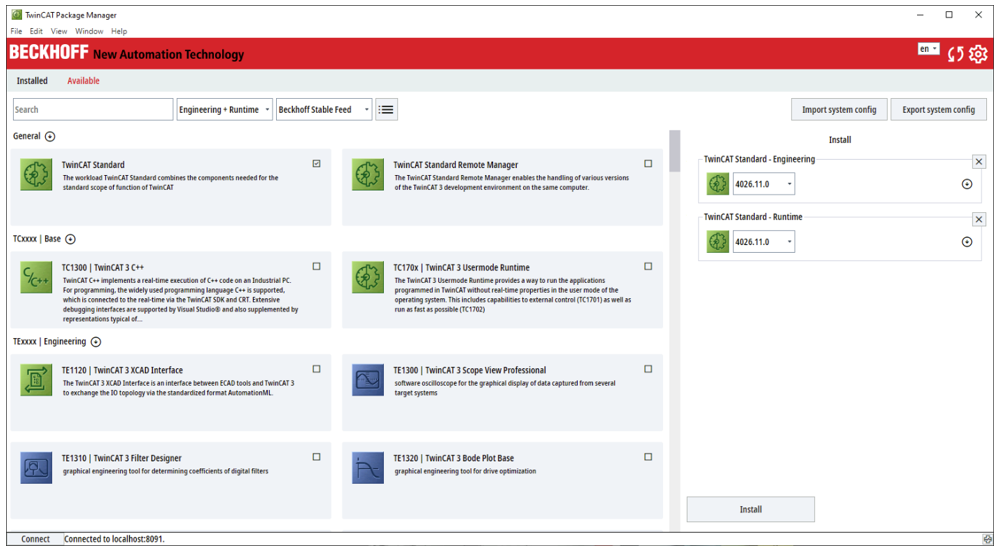 TwinCAT Package Manager
File Edit View Window Help
BECKHOFF New Automation Technology
en
Installed Available
Search
Engineering + Runtime
Beckhoff Stable Feed
Import system config
Export system config
General
TwinCAT Standard
The workload TwinCAT Standard combines the components needed for the
standard scope of function of TwinCAT
TwinCAT Standard Remote Manager
The TwinCAT Standard Remote Manager enables the handling of various versions
of the TwinCAT 3 development environment on the same computer.
TCxxxx | Base
C/C++
TC1300 | TwinCAT 3 C++
TwinCAT C++ implements a real-time execution of C++ code on an Industrial PC.
For programming, the widely used programming language C++ is supported,
which is connected to the real-time via the TwinCAT SDK and CRT. Extensive
debugging interfaces are supported by Visual Studio® and also supplemented by
representations typical of...
TC170x | TwinCAT 3 Usermode Runtime
The TwinCAT 3 Usermode Runtime provides a way to run the applications
programmed in TwinCAT without real-time properties in the user mode of the
operating system. This includes capabilities to external control (TC1701) as well as
run as fast as possible (TC1702)
TExxxx | Engineering
TE1120 | TwinCAT 3 XCAD Interface
The TwinCAT 3 XCAD Interface is an interface between ECAD tools and TwinCAT 3
to exchange the IO topology via the standardized format AutomationML.
TE1300 | TwinCAT 3 Scope View Professional
software oscilloscope for the graphical display of data captured from several
target systems
TE1310 | TwinCAT 3 Filter Designer
graphical engineering tool for determining coefficients of digital filters
TE1320 | TwinCAT 3 Bode Plot Base
graphical engineering tool for drive optimization
Install
TwinCAT Standard - Engineering
4026.11.0
TwinCAT Standard - Runtime
4026.11.0
Install
Connect Connected to localhost:8091.